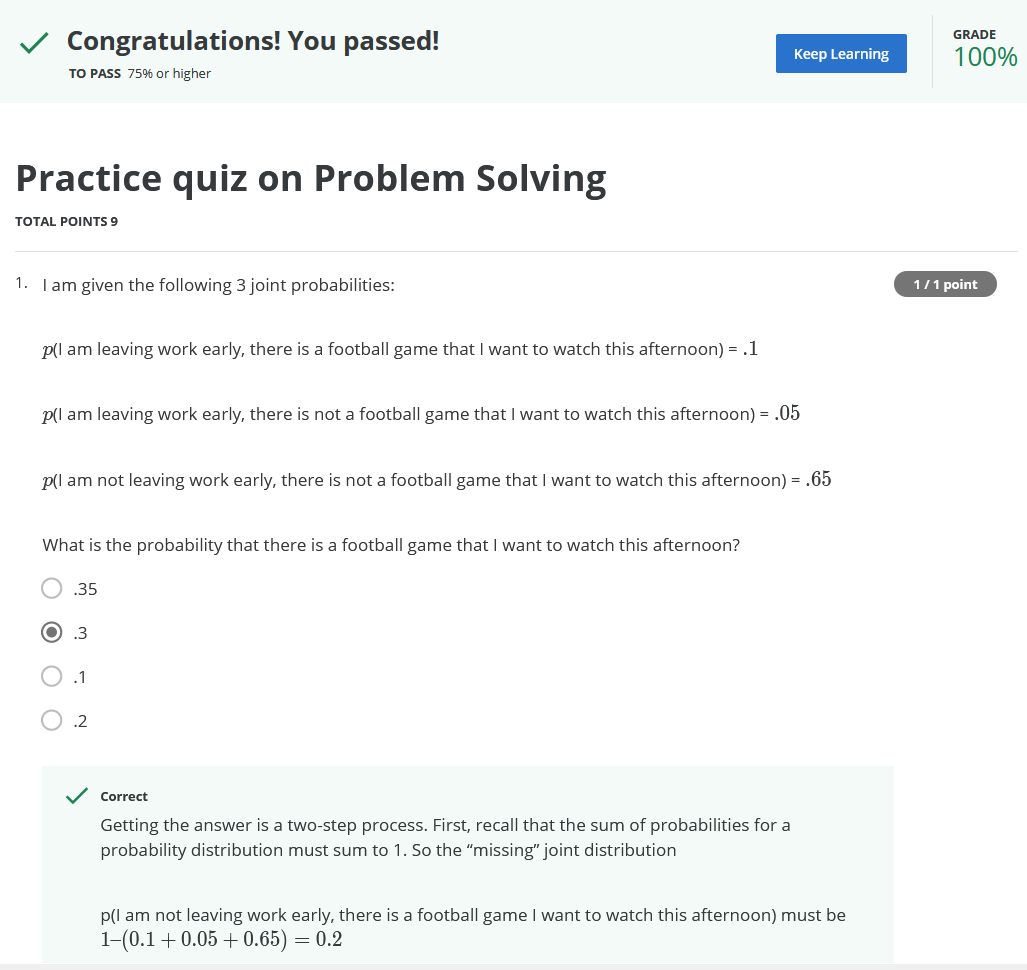 Congratulations! You passed!
TO PASS 75% or higher
Keep Learning
GRADE
100%
Practice quiz on Problem Solving
TOTAL POINTS 9
1. I am given the following 3 joint probabilities:
1 / 1 point
p(I am leaving work early, there is a football game that I want to watch this afternoon) = .1
p(I am leaving work early, there is not a football game that I want to watch this afternoon) = .05
p(I am not leaving work early, there is not a football game that I want to watch this afternoon) = .65
What is the probability that there is a football game that I want to watch this afternoon?
.35
.3
.1
.2
Correct
Getting the answer is a two-step process. First, recall that the sum of probabilities for a
probability distribution must sum to 1. So the “missing” joint distribution
p(I am not leaving work early, there is a football game I want to watch this afternoon) must be
1–(0.1 + 0.05 + 0.65) = 0.2